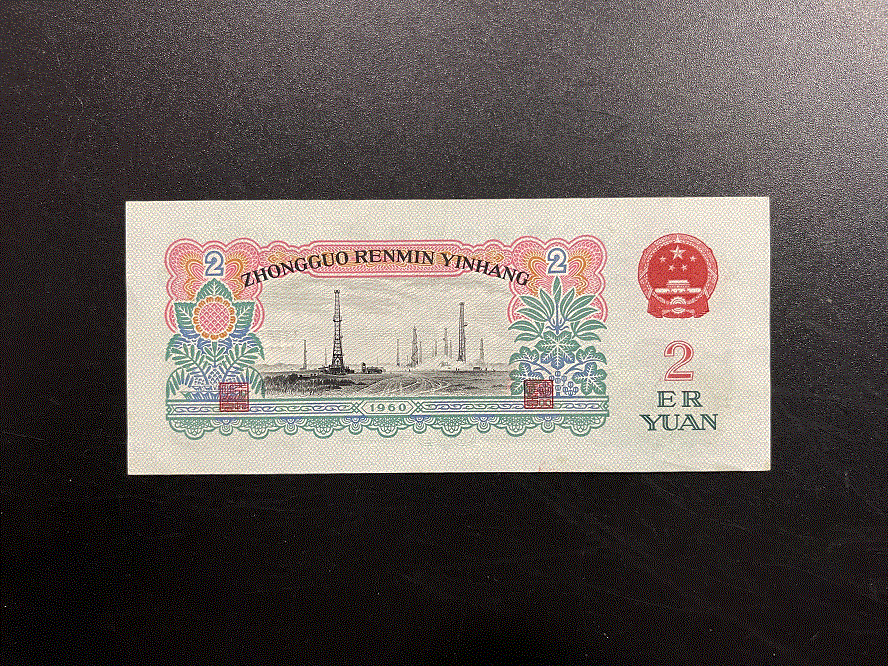 2
2
ZHONGGUO RENMIN YINHANG
1960
2
ER
YUAN